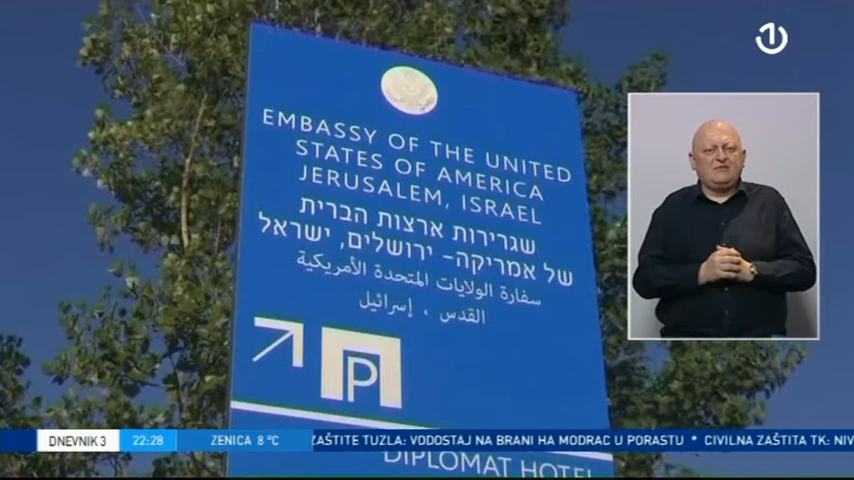 EMBASSY OF THE UNITED
STATES OF AMERICA
JERUSALEM, ISRAEL
שגרירות ארצות הברית
של אמריקה- ירושלים, ישראל
سفارة الولايات المتحدة الأمريكية
القدس ، إسرائيل
P
DIPLOMAT HOTEL
DNEVNIK 3
22:28
ZENICA 8 °C
ZAŠTITE TUZLA: VODOSTAJ NA BRANI HA MODRAC U PORASTU * CIVILNA ZAŠTITA TK: